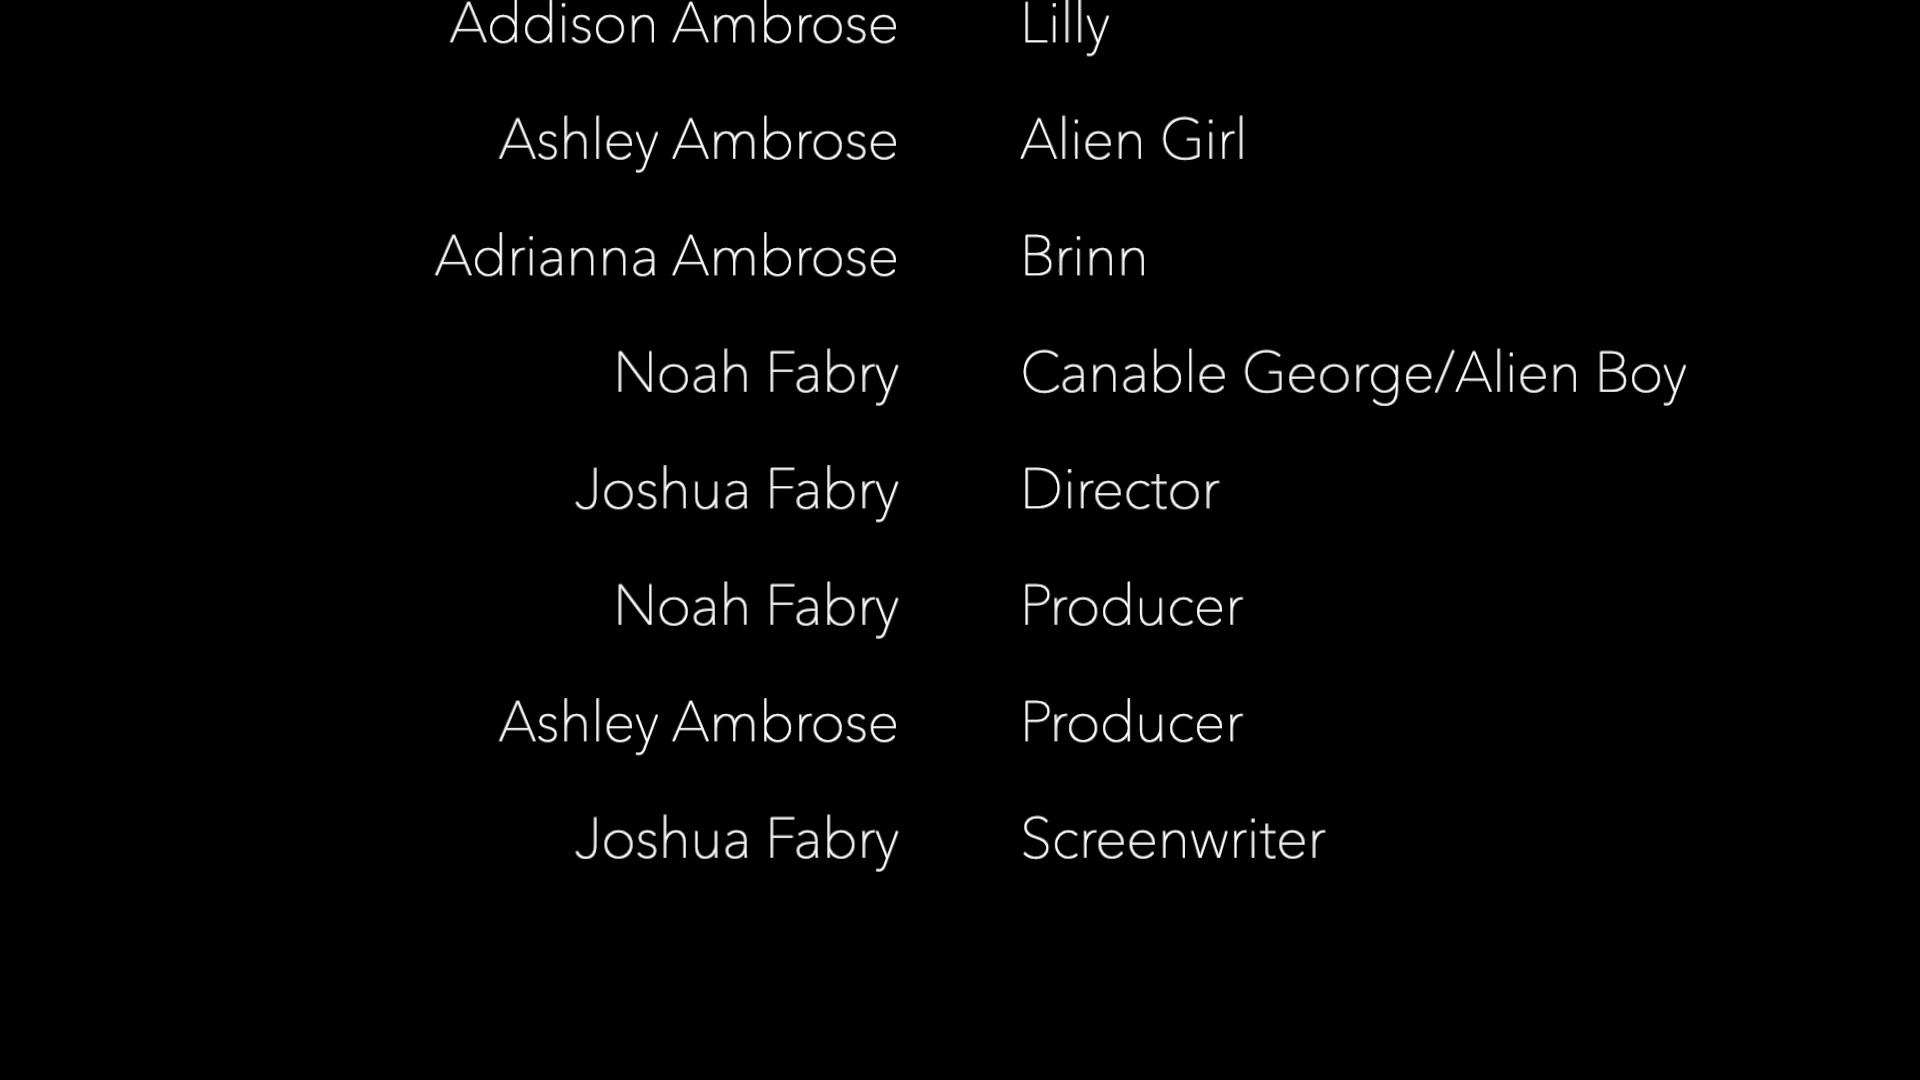 Addison Ambrose Lilly
Ashley Ambrose Alien Girl
Adrianna Ambrose Brinn
Noah Fabry Canable George/Alien Boy
Joshua Fabry Director
Noah Fabry Producer
Ashley Ambrose Producer
Joshua Fabry Screenwriter